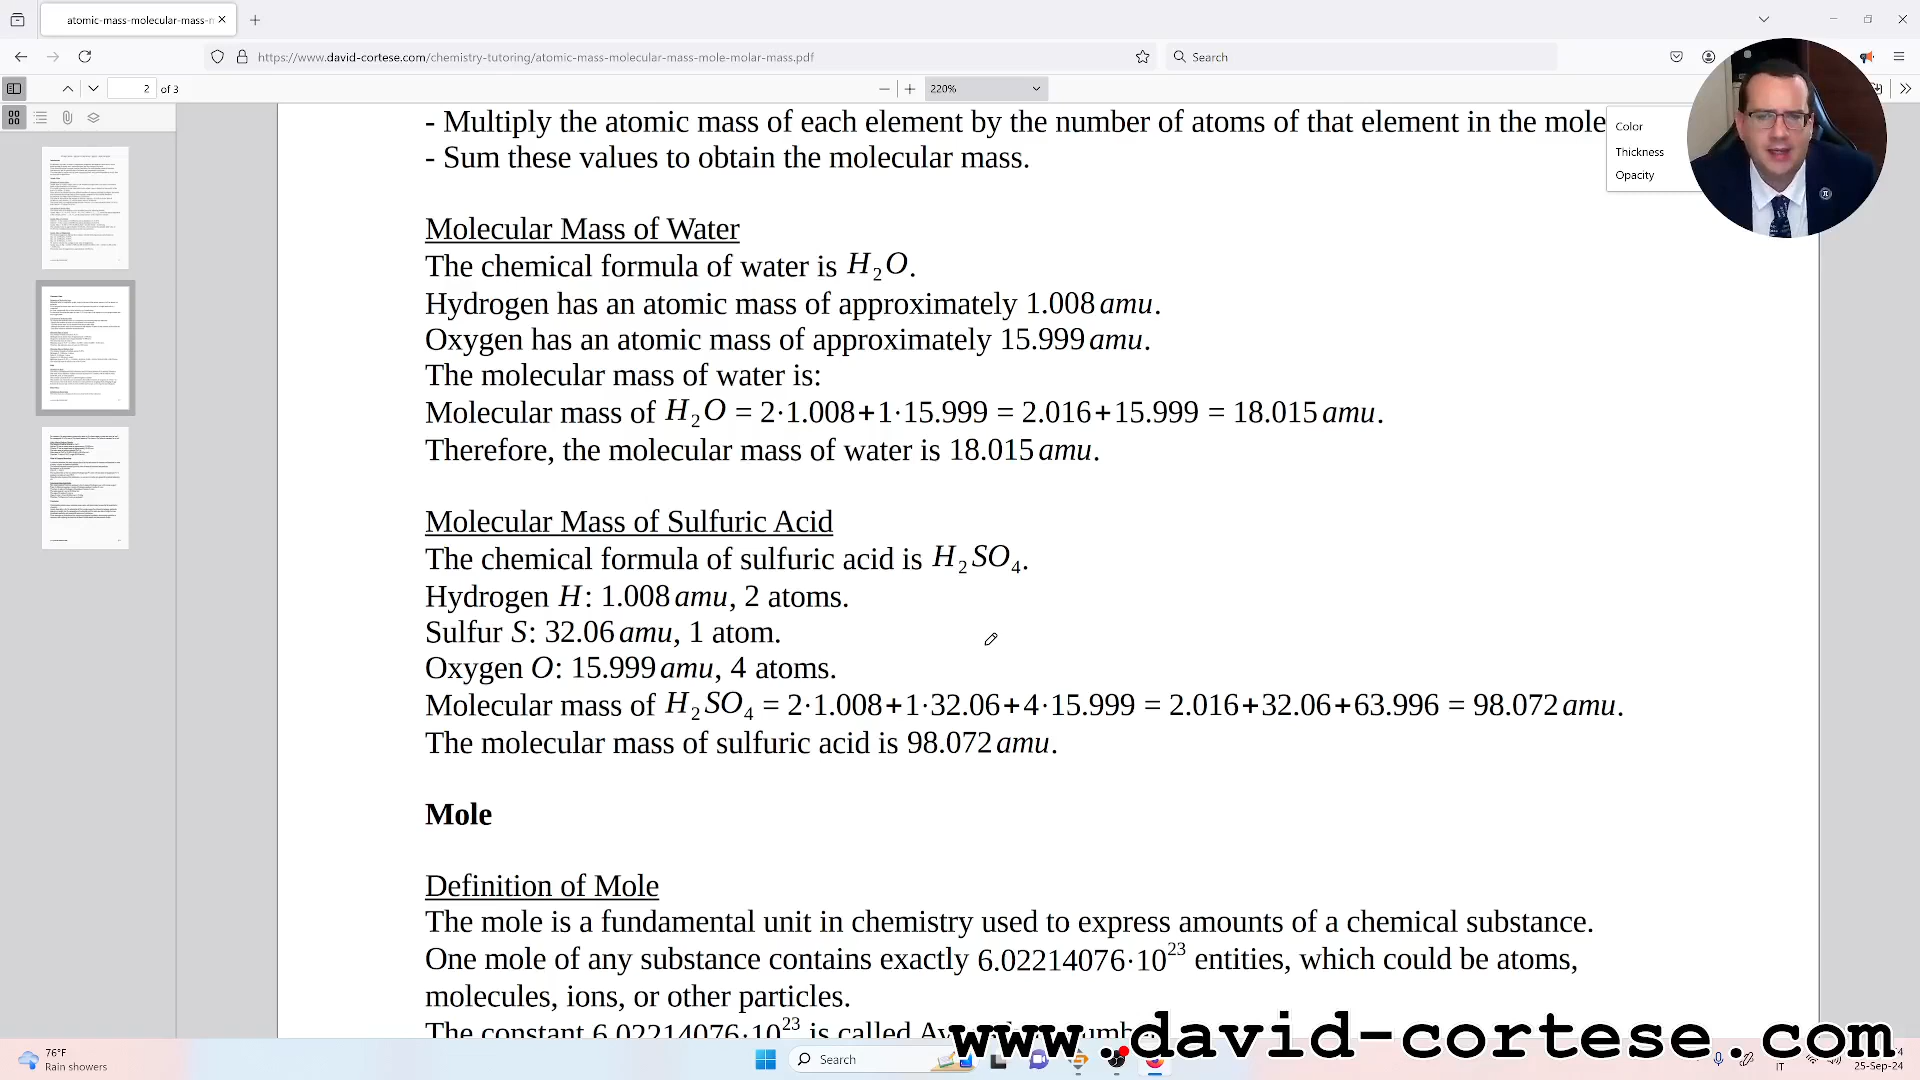 atomic-mass-molecular-mass-n
https://www.david-cortese.com/chemistry-tutoring/atomic-mass-molecular-mass-mole-molar-mass.pdf
Search
2 of 3
220%
Color
Thickness
Opacity
- Multiply the atomic mass of each element by the number of atoms of that element in the mole
- Sum these values to obtain the molecular mass.
Molecular Mass of Water
The chemical formula of water is H₂O.
Hydrogen has an atomic mass of approximately 1.008 amu.
Oxygen has an atomic mass of approximately 15.999 amu.
The molecular mass of water is:
Molecular mass of H₂O = 2·1.008+1·15.999 = 2.016+15.999 = 18.015 amu.
Therefore, the molecular mass of water is 18.015 amu.
Molecular Mass of Sulfuric Acid
The chemical formula of sulfuric acid is H₂SO₄.
Hydrogen H: 1.008 amu, 2 atoms.
Sulfur S: 32.06 amu, 1 atom.
Oxygen O: 15.999 amu, 4 atoms.
Molecular mass of H₂SO₄ = 2·1.008+1·32.06+4·15.999 = 2.016+32.06+63.996 = 98.072 amu.
The molecular mass of sulfuric acid is 98.072 amu.
Mole
Definition of Mole
The mole is a fundamental unit in chemistry used to express amounts of a chemical substance.
One mole of any substance contains exactly 6.02214076·10²³ entities, which could be atoms,
molecules, ions, or other particles.
The constant 6.02214076·10²³ is called
www.david-cortese.com
76°F
Rain showers
Search
IT
25-Sep-24